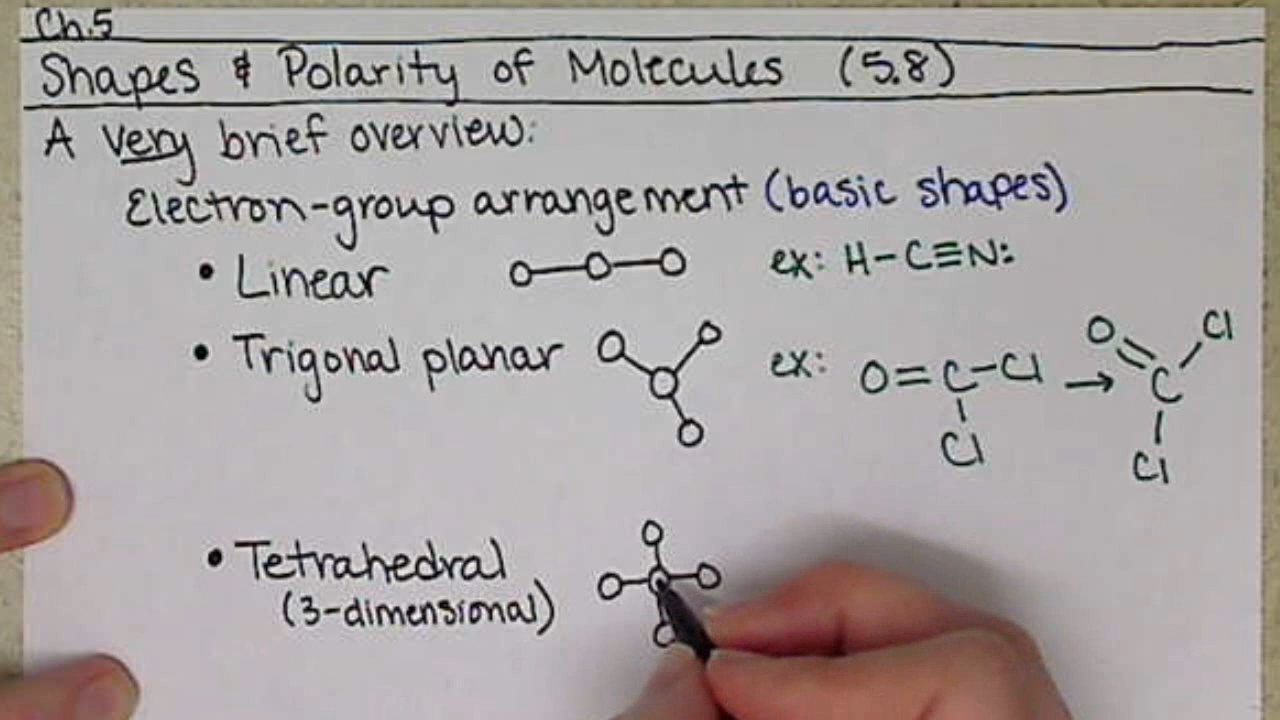 Ch.5
Shapes & Polarity of Molecules (5.8)
A very brief overview:
Electron-group arrangement (basic shapes)
• Linear ex: H-C≡N:
• Trigonal planar ex: O=C-Cl → O Cl
C
Cl Cl
• Tetrahedral
(3-dimensional)